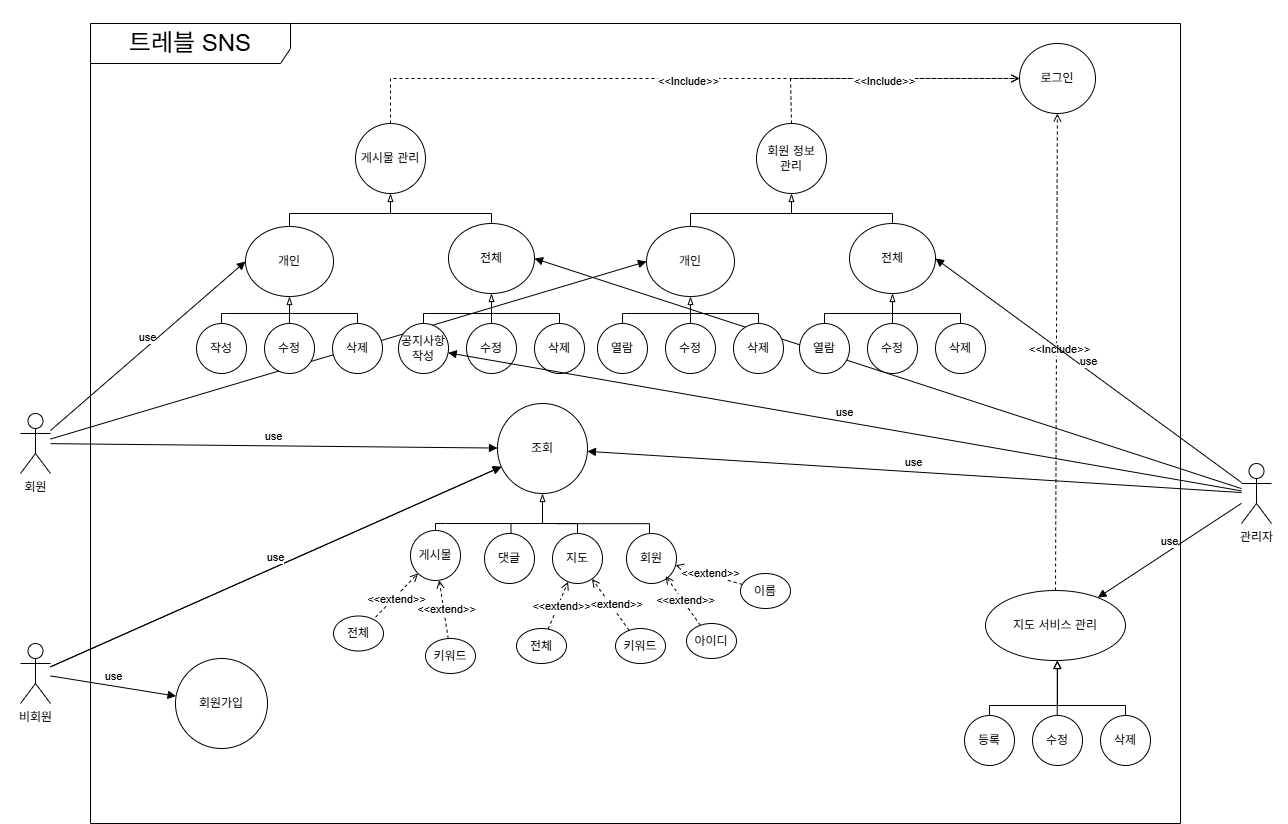 트레블 SNS
로그인
<<Include>>
<<Include>>
게시물 관리
회원 정보
관리
개인
전체
개인
전체
작성
수정
삭제
공지사항
작성
수정
삭제
열람
수정
삭제
열람
수정
삭제
use
<<Include>>
use
use
use
조회
use
회원
관리자
use
use
게시물
댓글
지도
회원
<<extend>>
<<extend>>
<<extend>>
<<extend>>
<<extend>>
<<extend>>
이름
전체
키워드
전체
키워드
아이디
지도 서비스 관리
use
비회원
회원가입
등록
수정
삭제